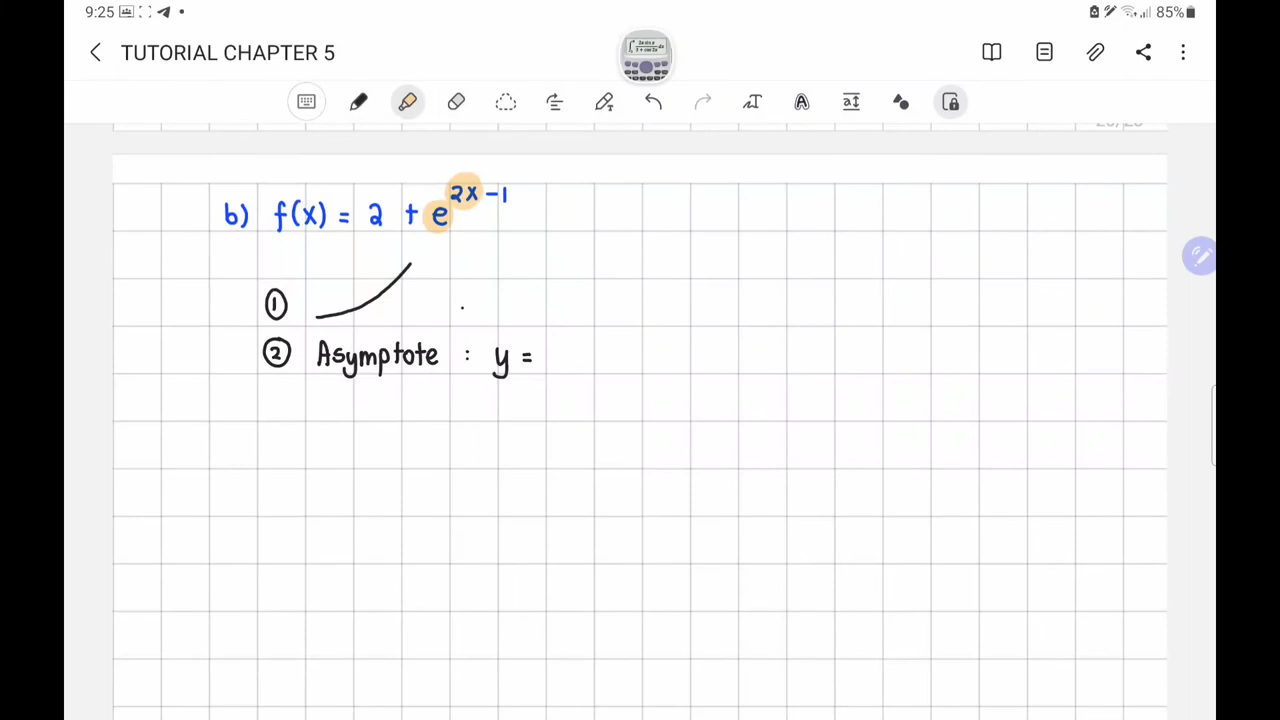 9:25 85%
TUTORIAL CHAPTER 5
b) f(x) = 2 + e^{2x-1}
①
② Asymptote : y =